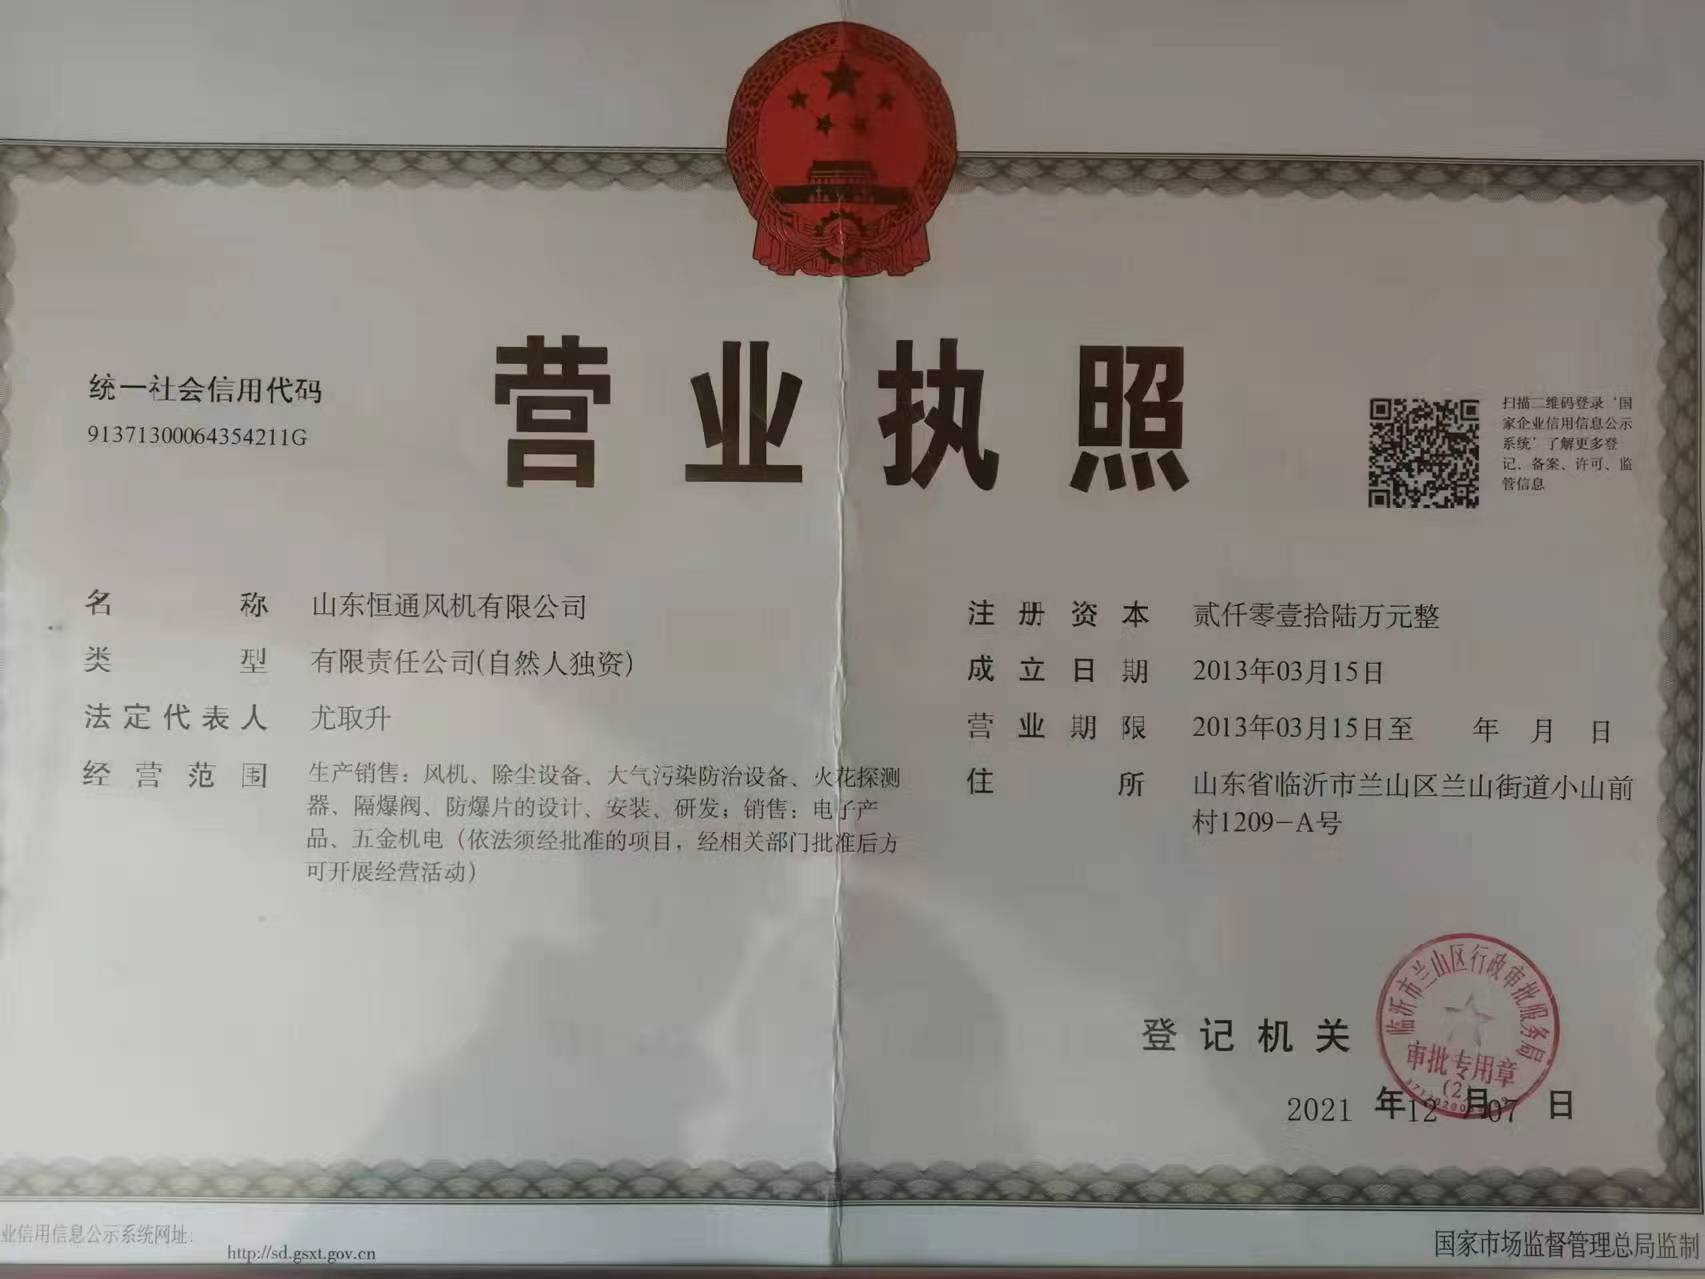 营业执照
统一社会信用代码
91371300064354211G
扫描二维码登录‘国
家企业信用信息公示
系统’了解更多登
记、备案、许可、监
管信息
名称 山东恒通风机有限公司
类型 有限责任公司(自然人独资)
法定代表人 尤取升
经营范围 生产销售：风机、除尘设备、大气污染防治设备、火花探测
器、隔爆阀、防爆片的设计、安装、研发；销售：电子产
品、五金机电（依法须经批准的项目，经相关部门批准后方
可开展经营活动）
注册资本 贰仟零壹拾陆万元整
成立日期 2013年03月15日
营业期限 2013年03月15日至 年 月 日
住所 山东省临沂市兰山区兰山街道小山前
村1209-A号
登记机关
临沂市兰山区行政审批服务局
审批专用章
(2)
2021年12月07日
业信用信息公示系统网址：
http://sd.gsxt.gov.cn
国家市场监督管理总局监制